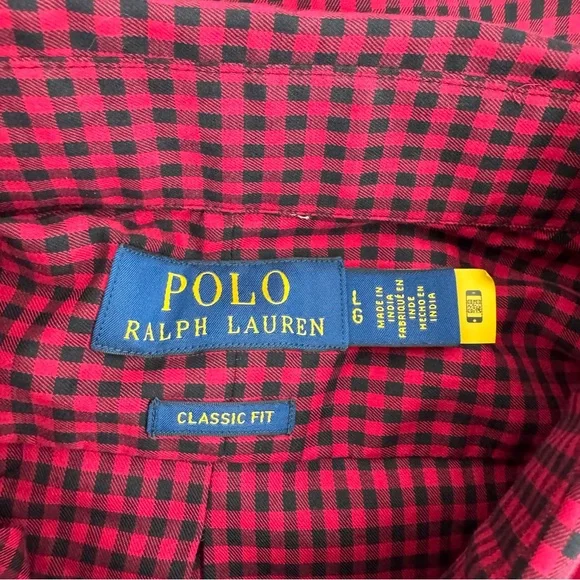 POLO
RALPH LAUREN
L
G
MADE IN
INDIA
FABRIQUÉ EN
INDE
HECHO EN
INDIA
CLASSIC FIT